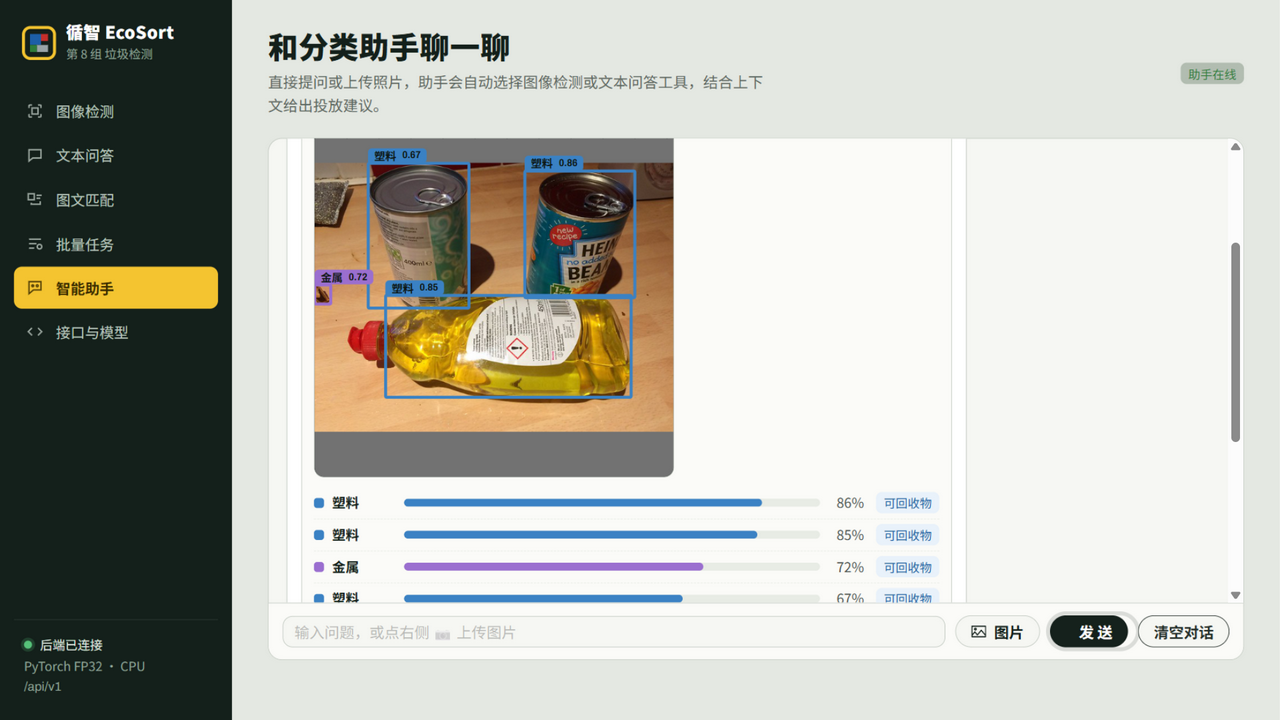 循智 EcoSort
第 8 组 垃圾检测
图像检测
文本问答
图文匹配
批量任务
智能助手
接口与模型
后端已连接
PyTorch FP32 · CPU
/api/v1
和分类助手聊一聊
直接提问或上传照片，助手会自动选择图像检测或文本问答工具，结合上下
文给出投放建议。
助手在线
塑料 0.67
塑料 0.86
new
recipe
HEIN
no added
BEA
400ml
金属 0.72
塑料 0.85
塑料 86% 可回收物
塑料 85% 可回收物
金属 72% 可回收物
塑料 67% 可回收物
输入问题，或点右侧 上传图片
图片
发送
清空对话